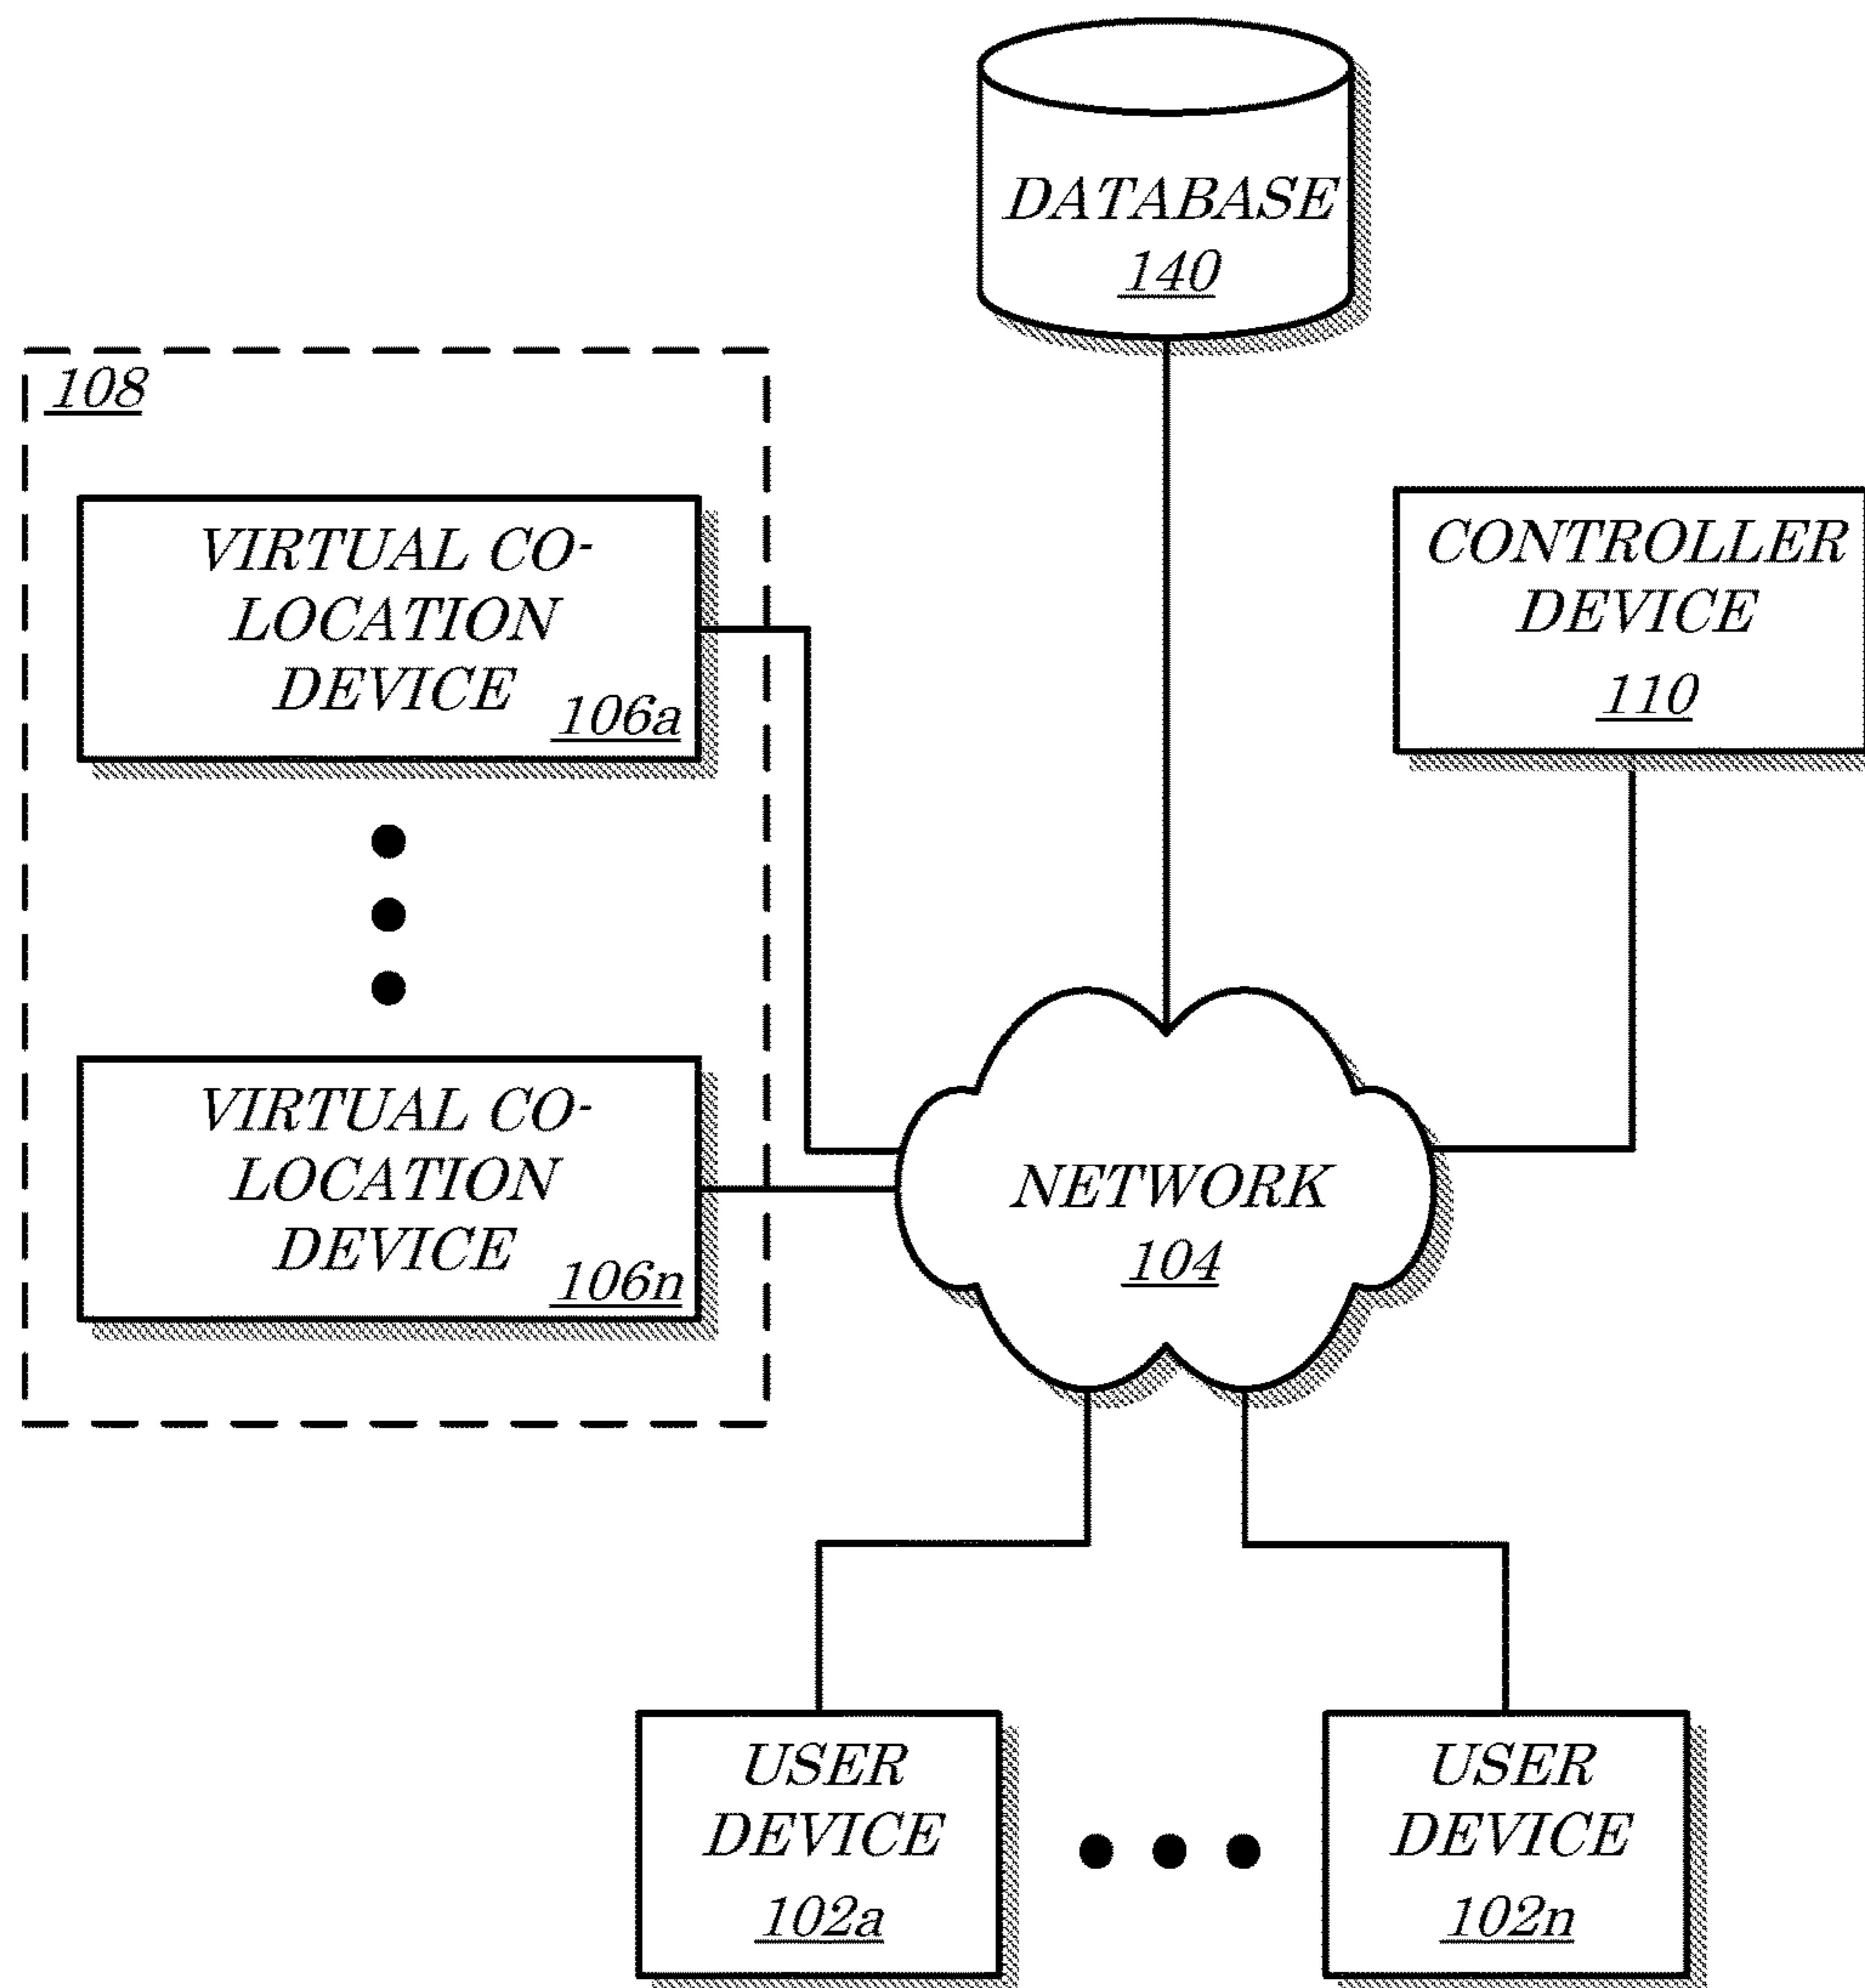 DATABASE
140
108
VIRTUAL CO-
LOCATION
DEVICE
106a
CONTROLLER
DEVICE
110
VIRTUAL CO-
LOCATION
DEVICE
106n
NETWORK
104
USER
DEVICE
102a
USER
DEVICE
102n